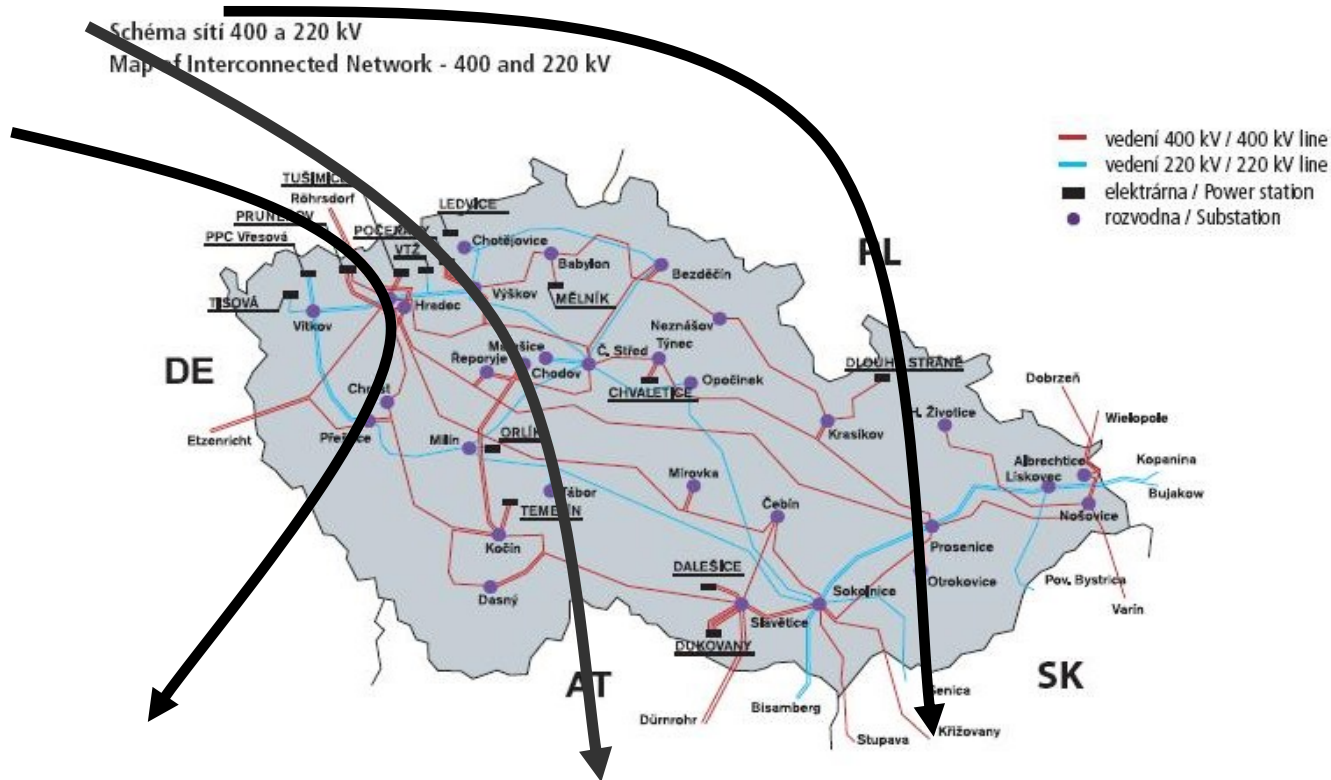 Schéma sítí 400 a 220 kV
Map of Interconnected Network - 400 and 220 kV
vedení 400 kV / 400 kV line
vedení 220 kV / 220 kV line
elektrárna / Power station
rozvodna / Substation
TUŠIMICE
Röhrsdorf
LEDVICE
PRUNÉŘOV
POČERADY
PPC Vřesová
VTŽ
Chotějovice
Babylon
Bezděčín
PL
TISOVÁ
Vítkov
Hradec
Výškov
MĚLNÍK
Neznášov
DE
Malešice
Řeporyje
Chodov
Č. Střed
Týnec
DLOUHÉ STRÁNĚ
Chrást
CHVALETICE
Opočínek
Dobrzeń
H. Životice
Wielopole
Etzenricht
Přeštice
Milín
ORLÍK
Krasíkov
Albrechtice
Kopanina
Mírovka
Lískovec
Bujakow
Tábor
Čebín
TEMELÍN
Nošovice
Kočín
Prosenice
DALEŠICE
Otrokovice
Pov. Bystrica
Dasný
Sokolnice
Varín
Slavětice
DUKOVANY
AT
SK
Senica
Bisamberg
Dürnrohr
Křižovany
Stupava